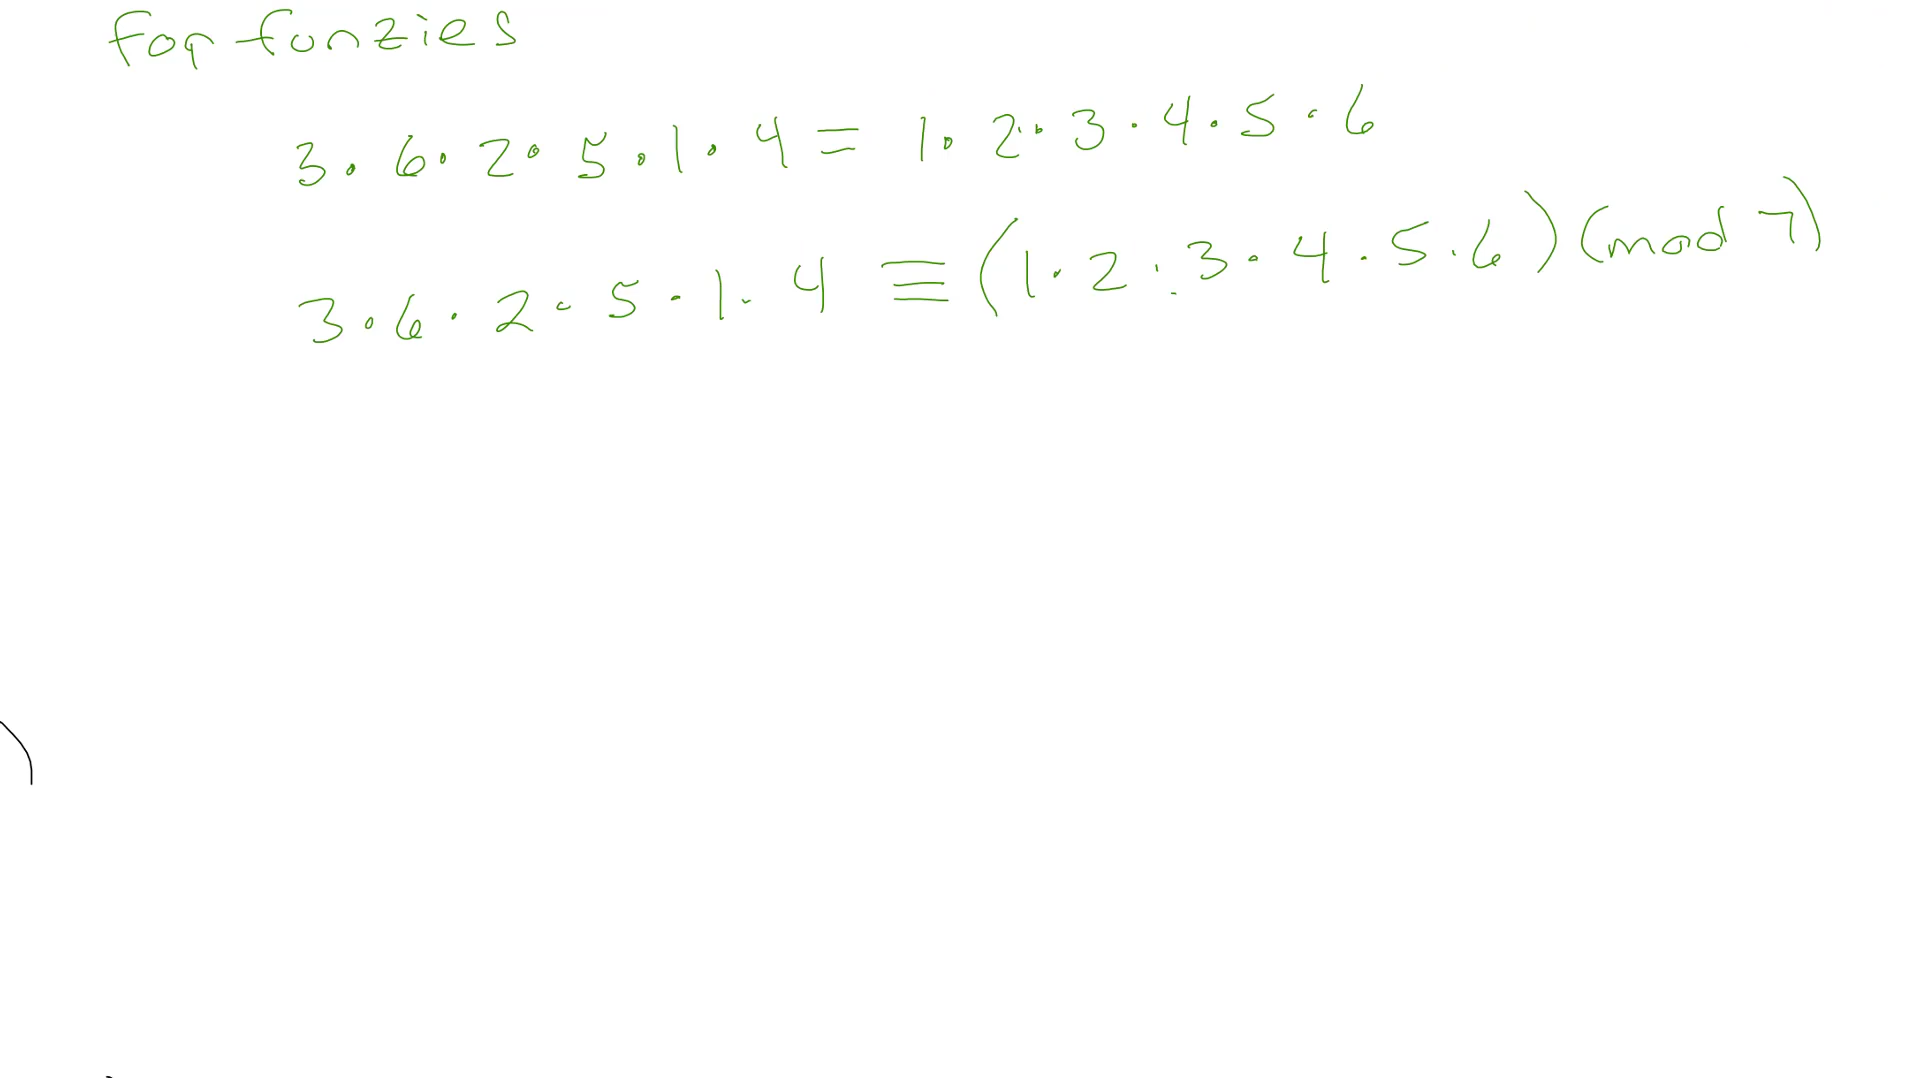 For funzies
3 · 6 · 2 · 5 · 1 · 4 = 1 · 2 · 3 · 4 · 5 · 6
3 · 6 · 2 · 5 · 1 · 4 ≡ (1 · 2 · 3 · 4 · 5 · 6) (mod 7)